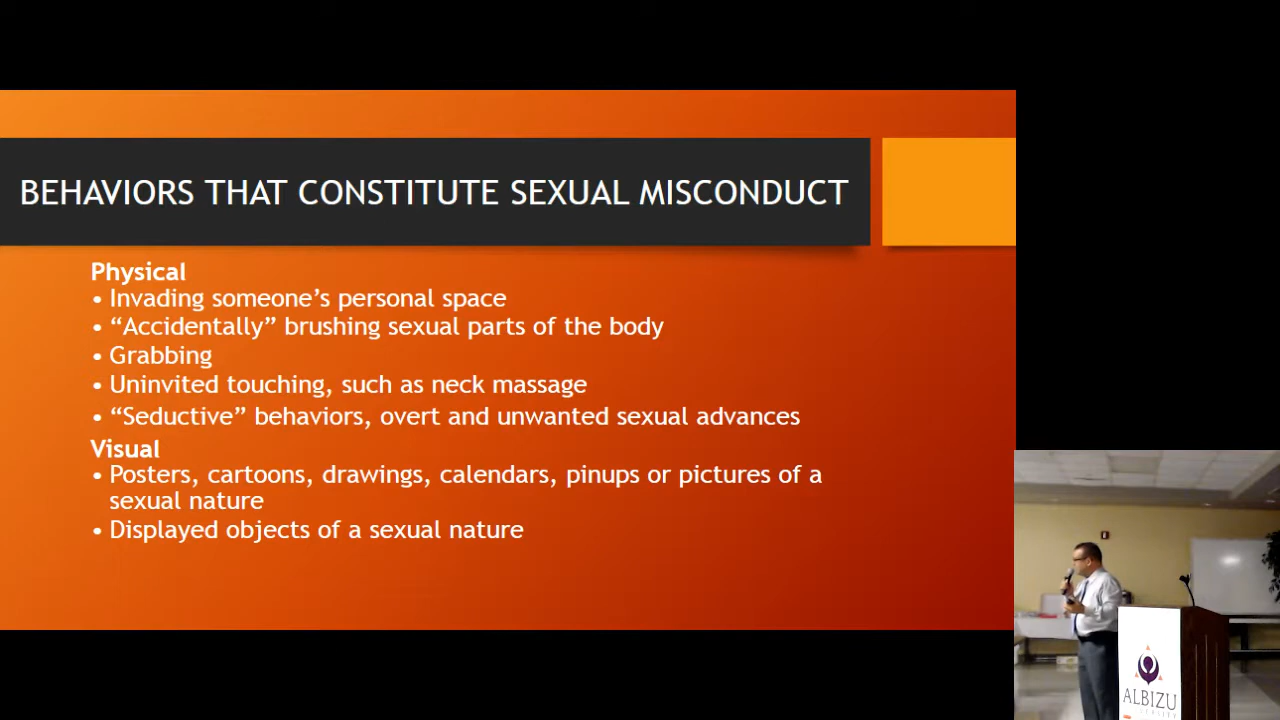 BEHAVIORS THAT CONSTITUTE SEXUAL MISCONDUCT
Physical
• Invading someone’s personal space
• “Accidentally” brushing sexual parts of the body
• Grabbing
• Uninvited touching, such as neck massage
• “Seductive” behaviors, overt and unwanted sexual advances
Visual
• Posters, cartoons, drawings, calendars, pinups or pictures of a
sexual nature
• Displayed objects of a sexual nature
ALBIZU